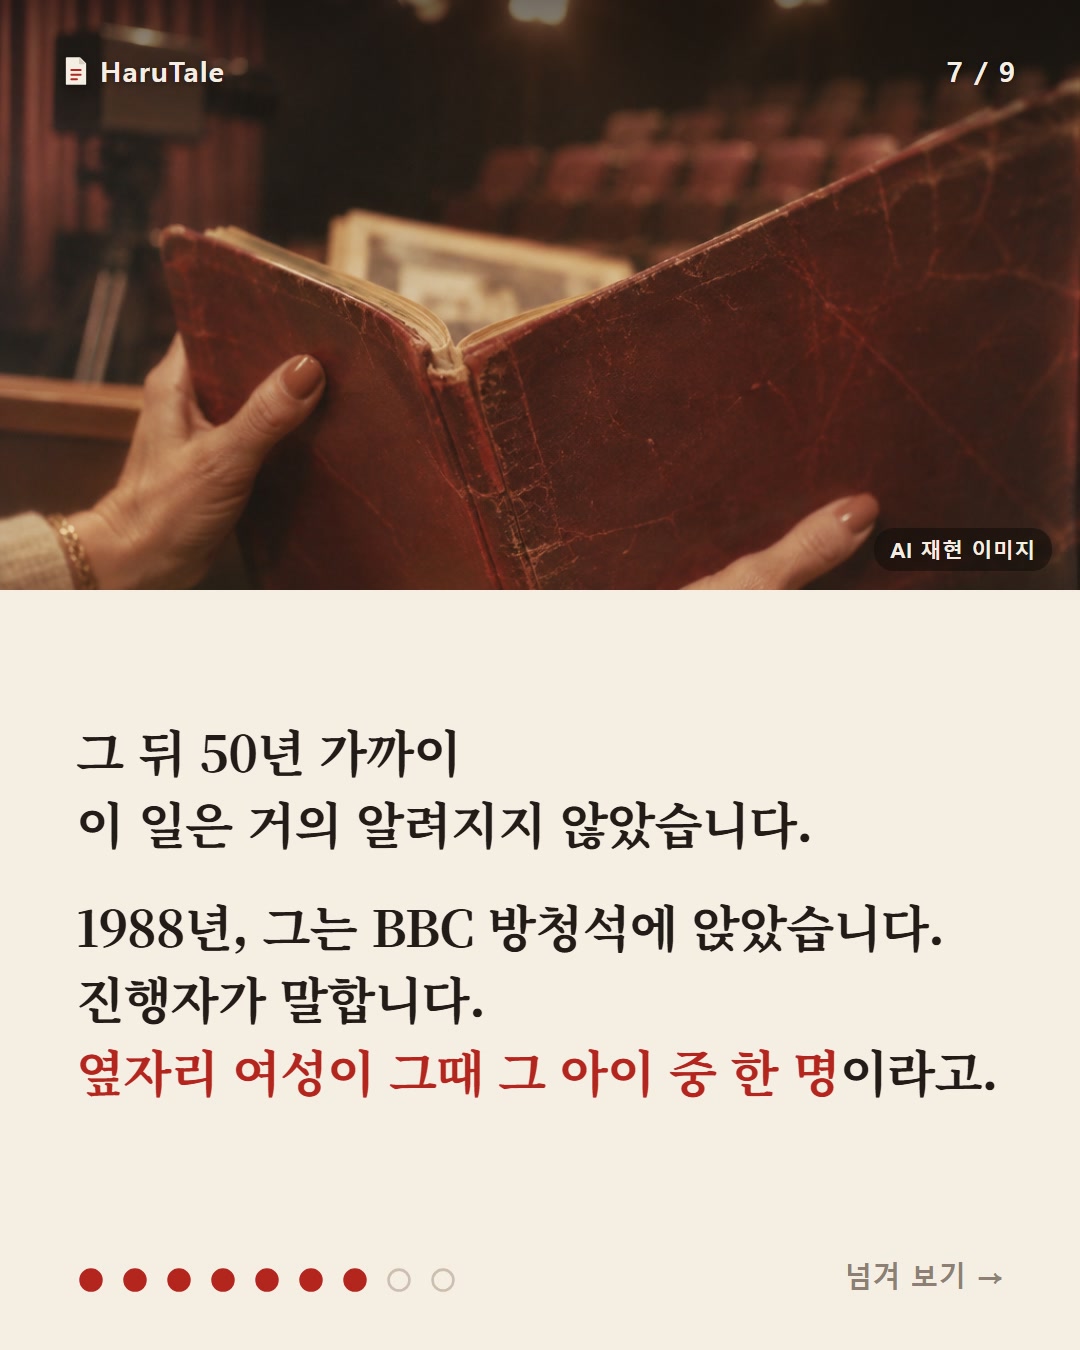 HaruTale
7 / 9
AI 재현 이미지
그 뒤 50년 가까이
이 일은 거의 알려지지 않았습니다.
1988년, 그는 BBC 방청석에 앉았습니다.
진행자가 말합니다.
옆자리 여성이 그때 그 아이 중 한 명이라고.
넘겨 보기 →